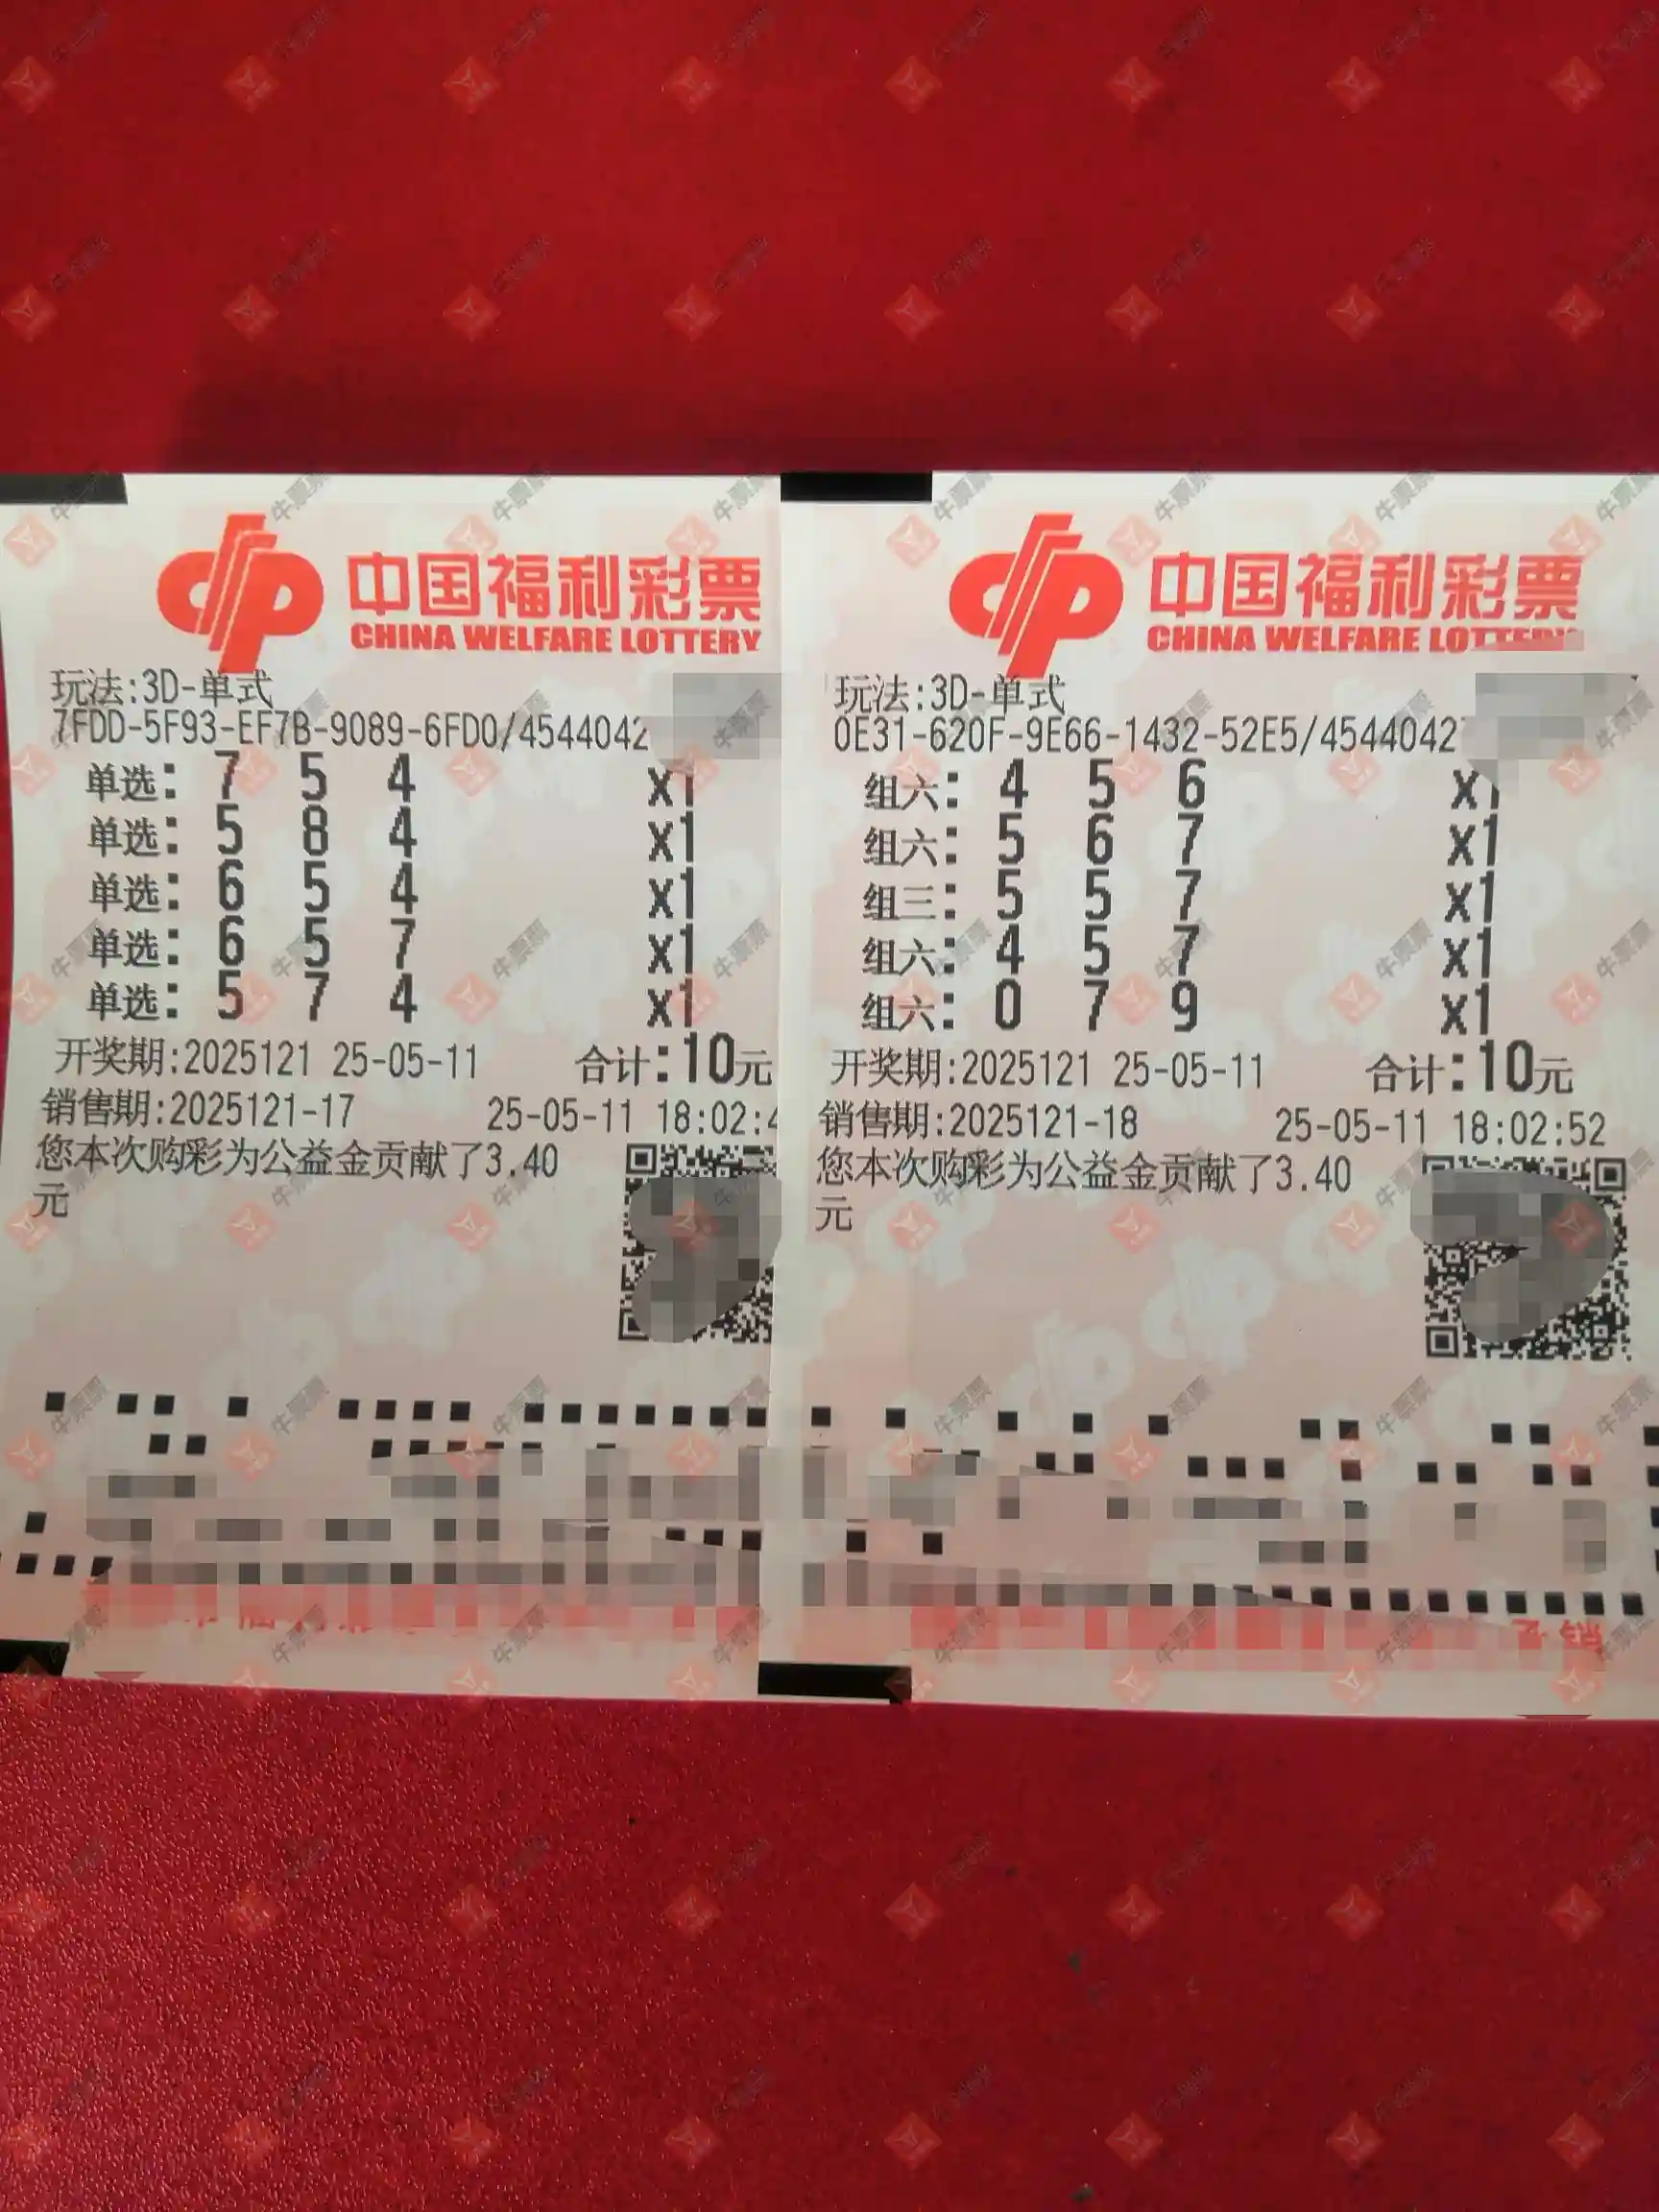 中国福利彩票
CHINA WELFARE LOTTERY
玩法:3D-单式
7FDD-5F93-EF7B-9089-6FD0/4544042
单选: 7 5 4 x1
单选: 5 8 4 x1
单选: 6 5 4 x1
单选: 6 5 7 x1
单选: 5 7 4 x1
开奖期:2025121 25-05-11 合计:10元
销售期:2025121-17 25-05-11 18:02:4
您本次购彩为公益金贡献了3.40
元
中国福利彩票
CHINA WELFARE LOTTERY
玩法:3D-单式
0E31-620F-9E66-1432-52E5/4544042
组六: 4 5 6 x1
组六: 5 6 7 x1
组三: 5 5 7 x1
组六: 4 5 7 x1
组六: 0 7 9 x1
开奖期:2025121 25-05-11 合计:10元
销售期:2025121-18 25-05-11 18:02:52
您本次购彩为公益金贡献了3.40
元
牛票票